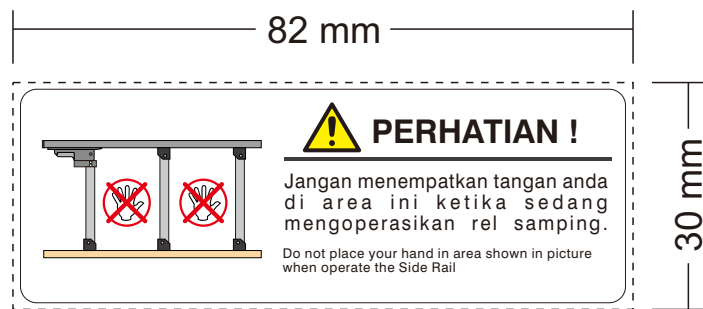 82 mm
PERHATIAN !
Jangan menempatkan tangan anda
di area ini ketika sedang
mengoperasikan rel samping.
Do not place your hand in area shown in picture
when operate the Side Rail
30 mm